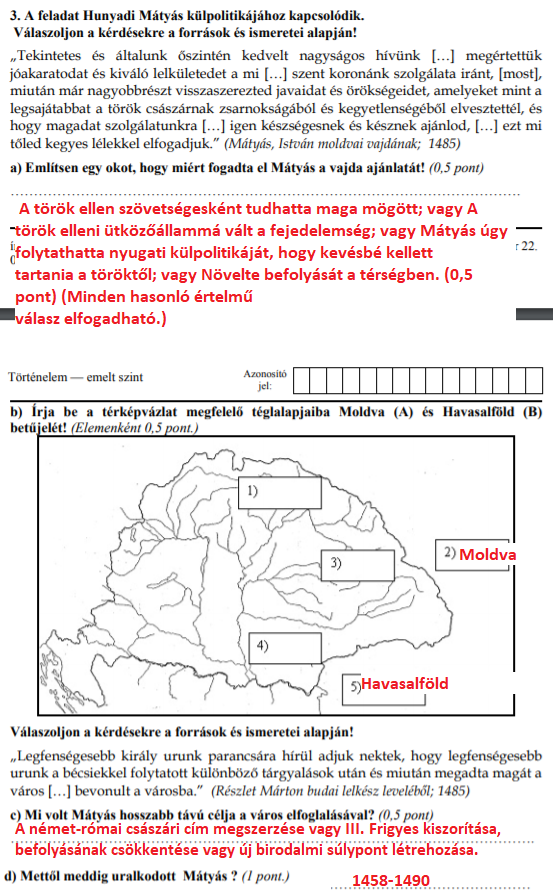 3. A feladat Hunyadi Mátyás külpolitikájához kapcsolódik.
Válaszoljon a kérdésekre a források és ismeretei alapján!
„Tekintetes és általunk őszintén kedvelt nagyságos hívünk […] megértettük
jóakaratodat és kiváló lelkületedet a mi […] szent koronánk szolgálata iránt, [most],
miután már nagyobbrészt visszaszerezted javaidat és örökségeidet, amelyeket mint a
legsajátabbat a török császárnak zsarnokságából és kegyetlenségéből elvesztettél, és
hogy magadat szolgálatunkra […] igen készségesnek és késznek ajánlod, […] ezt mi
tőled kegyes lélekkel elfogadjuk.” (Mátyás, István moldvai vajdának; 1485)
a) Említsen egy okot, hogy miért fogadta el Mátyás a vajda ajánlatát! (0,5 pont)
A török ellen szövetségesként tudhatta maga mögött; vagy A
török elleni ütközőállammá vált a fejedelemség; vagy Mátyás úgy
folytathatta nyugati külpolitikáját, hogy kevésbé kellett
r 22.
tartania a töröktől; vagy Növelte befolyását a térségben. (0,5
pont) (Minden hasonló értelmű
válasz elfogadható.)
Történelem — emelt szint
Azonosító
jel:
b) Írja be a térképvázlat megfelelő téglalapjaiba Moldva (A) és Havasalföld (B)
betűjelét! (Elemenként 0,5 pont.)
1)
2) Moldva
3)
4)
5) Havasalföld
Válaszoljon a kérdésekre a források és ismeretei alapján!
„Legfenségesebb király urunk parancsára hírül adjuk nektek, hogy legfenségesebb
urunk a bécsiekkel folytatott különböző tárgyalások után és miután megadta magát a
város […] bevonult a városba.” (Részlet Márton budai lelkész leveléből; 1485)
c) Mi volt Mátyás hosszabb távú célja a város elfoglalásával? (0,5 pont)
A német-római császári cím megszerzése vagy III. Frigyes kiszorítása,
befolyásának csökkentése vagy új birodalmi súlypont létrehozása.
d) Mettől meddig uralkodott Mátyás ? (1 pont.)
1458-1490